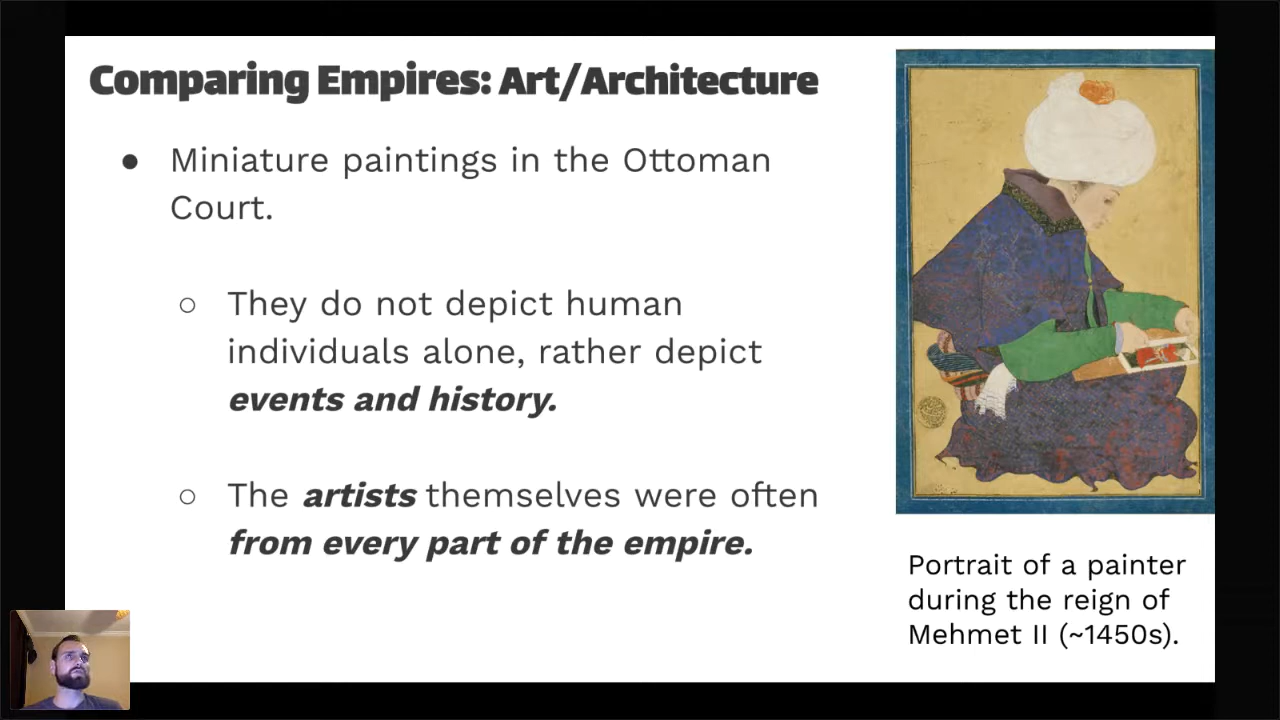 Comparing Empires: Art/Architecture
● Miniature paintings in the Ottoman
Court.
○ They do not depict human
individuals alone, rather depict
events and history.
○ The artists themselves were often
from every part of the empire.
Portrait of a painter
during the reign of
Mehmet II (~1450s).